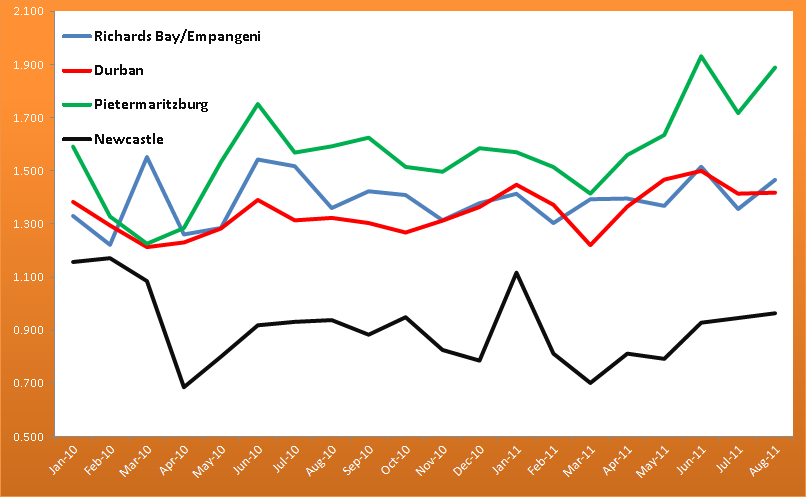 2.100
1.900
1.700
1.500
1.300
1.100
0.900
0.700
0.500
Richards Bay/Empangeni
Durban
Pietermaritzburg
Newcastle
Jan-10
Feb-10
Mar-10
Apr-10
May-10
Jun-10
Jul-10
Aug-10
Sep-10
Oct-10
Nov-10
Dec-10
Jan-11
Feb-11
Mar-11
Apr-11
May-11
Jun-11
Jul-11
Aug-11